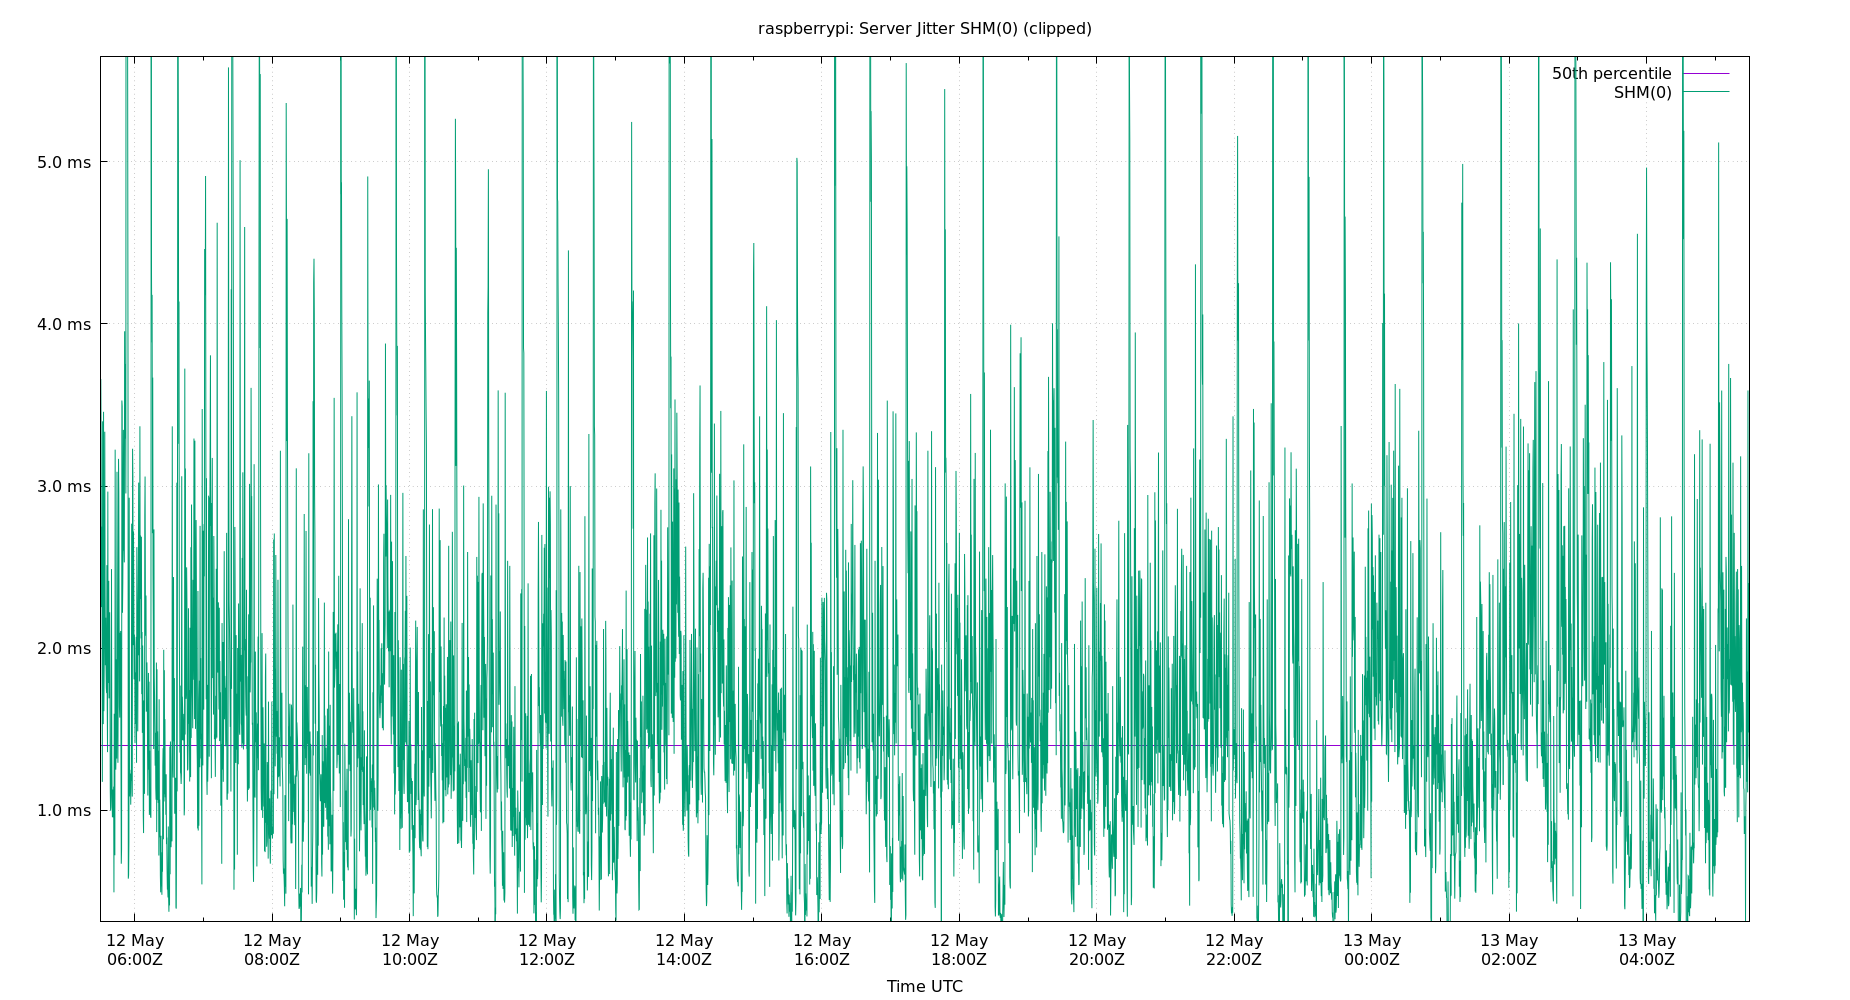 raspberrypi: Server Jitter SHM(0) (clipped)
50th percentile
SHM(0)
5.0 ms
4.0 ms
3.0 ms
2.0 ms
1.0 ms
12 May 12 May 12 May 12 May 12 May 12 May 12 May 12 May 12 May 13 May 13 May 13 May
06:00Z 08:00Z 10:00Z 12:00Z 14:00Z 16:00Z 18:00Z 20:00Z 22:00Z 00:00Z 02:00Z 04:00Z
Time UTC